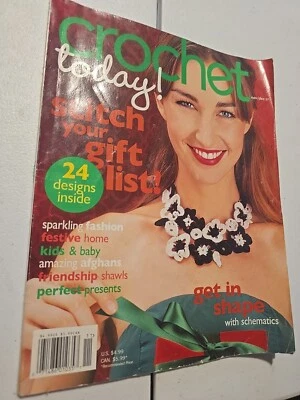 crochet
today!
your
gift
list!
24
designs
inside
sparkling fashion
festive home
kids & baby
amazing afghans
friendship shawls
perfect presents
get in
shape
with schematics
U.S. $4.99
CAN. $5.99*